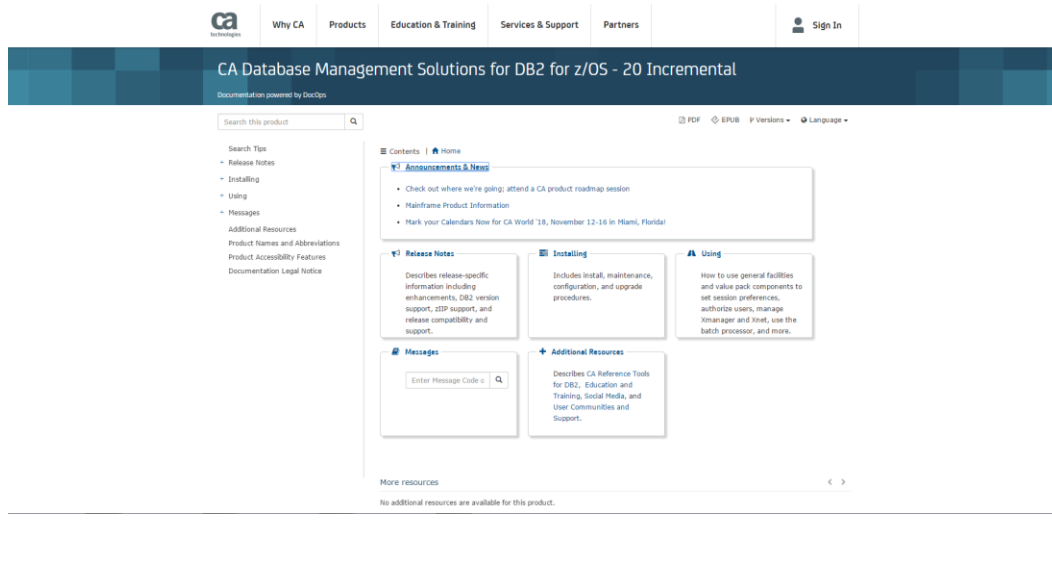 ca
technologies
Why CA
Products
Education & Training
Services & Support
Partners
Sign In
CA Database Management Solutions for DB2 for z/OS - 20 Incremental
Documentation powered by DocOps
Search this product
PDF
EPUB
Versions
Language
Search Tips
Release Notes
Installing
Using
Messages
Additional Resources
Product Names and Abbreviations
Product Accessibility Features
Documentation Legal Notice
Contents | Home
Announcements & News
Check out where we're going; attend a CA product roadmap session
Mainframe Product Information
Mark your Calendars Now for CA World '18, November 12-16 in Miami, Florida!
Release Notes
Describes release-specific
information including
enhancements, DB2 version
support, zIIP support, and
release compatibility and
support.
Installing
Includes install, maintenance,
configuration, and upgrade
procedures.
Using
How to use general facilities
and value pack components to
set session preferences,
authorize users, manage
Xmanager and Xnet, use the
batch processor, and more.
Messages
Enter Message Code o
Additional Resources
Describes CA Reference Tools
for DB2, Education and
Training, Social Media, and
User Communities and
Support.
More resources
No additional resources are available for this product.